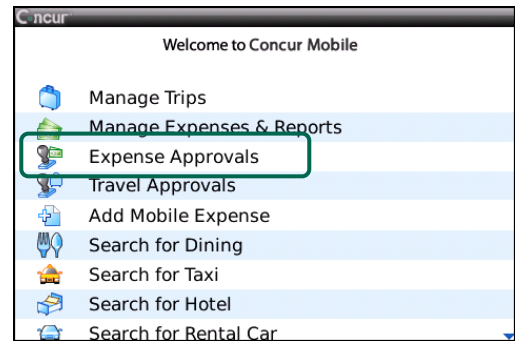 Concur
Welcome to Concur Mobile
Manage Trips
Manage Expenses & Reports
Expense Approvals
Travel Approvals
Add Mobile Expense
Search for Dining
Search for Taxi
Search for Hotel
Search for Rental Car